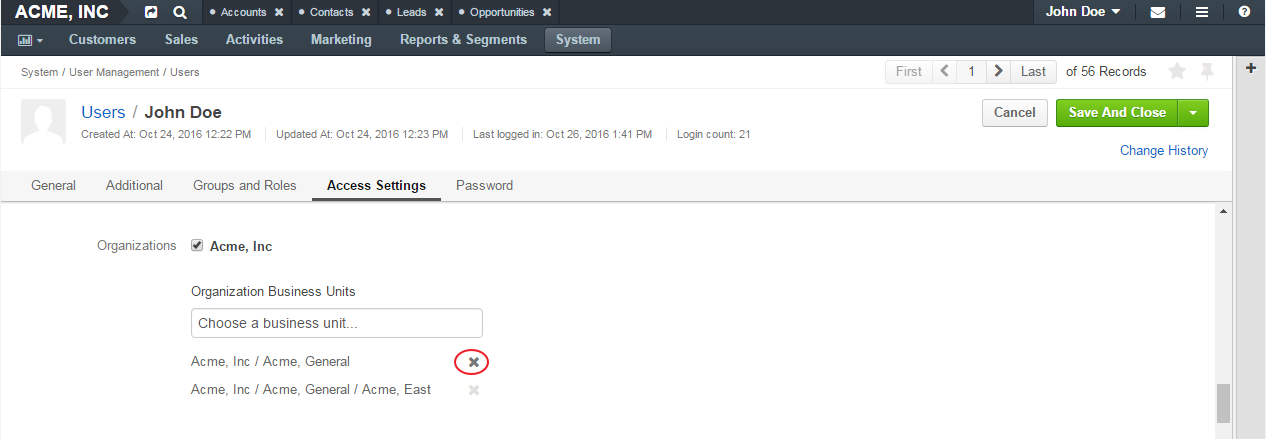 ACME, INC • Accounts ✖ • Contacts ✖ • Leads ✖ • Opportunities ✖ John Doe
Customers Sales Activities Marketing Reports & Segments System
System / User Management / Users First 1 Last of 56 Records
Users / John Doe Cancel Save And Close
Created At: Oct 24, 2016 12:22 PM Updated At: Oct 24, 2016 12:23 PM Last logged in: Oct 26, 2016 1:41 PM Login count: 21
Change History
General Additional Groups and Roles Access Settings Password
Organizations Acme, Inc
Organization Business Units
Choose a business unit...
Acme, Inc / Acme, General
Acme, Inc / Acme, General / Acme, East